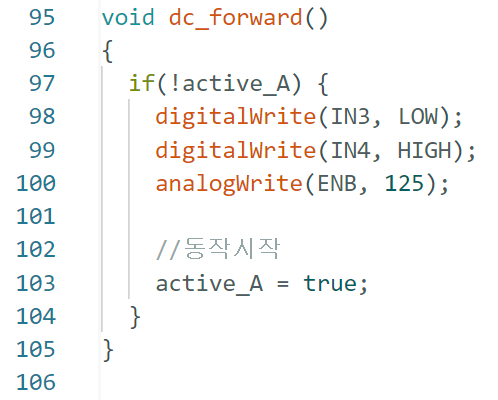 95 void dc_forward()
96 {
97 if(!active_A) {
98 digitalWrite(IN3, LOW);
99 digitalWrite(IN4, HIGH);
100 analogWrite(ENB, 125);
101
102 //동작시작
103 active_A = true;
104 }
105 }
106